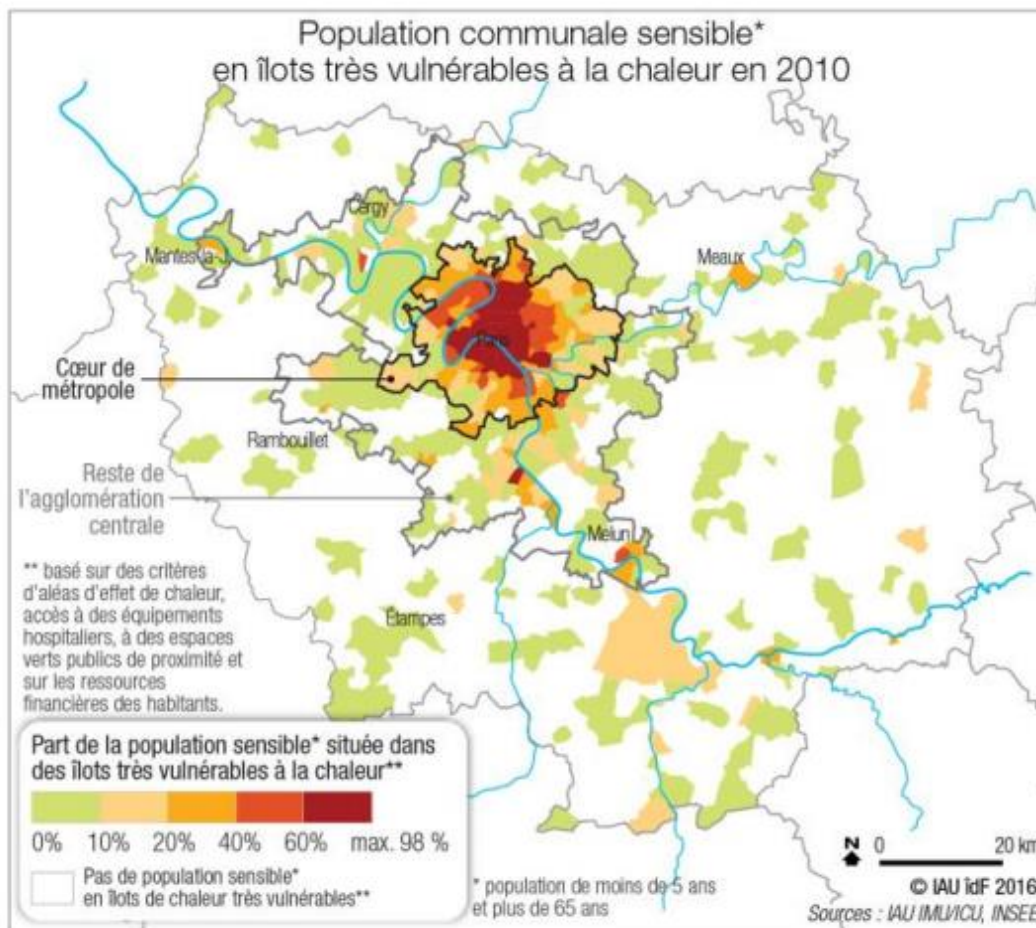 Population communale sensible*
en îlots très vulnérables à la chaleur en 2010
Cergy
Mantes-la-J.
Meaux
Paris
Cœur de
métropole
Rambouillet
Reste de
l'agglomération
centrale
Melun
** basé sur des critères
d'aléas d'effet de chaleur,
accès à des équipements
hospitaliers, à des espaces
verts publics de proximité et
sur les ressources
financières des habitants.
Étampes
Part de la population sensible* située dans
des îlots très vulnérables à la chaleur**
0% 10% 20% 40% 60% max. 98 %
Pas de population sensible*
en îlots de chaleur très vulnérables**
* population de moins de 5 ans
et plus de 65 ans
N 0 20 km
© IAU îdF 2016
Sources : IAU IMU/ICU, INSEE